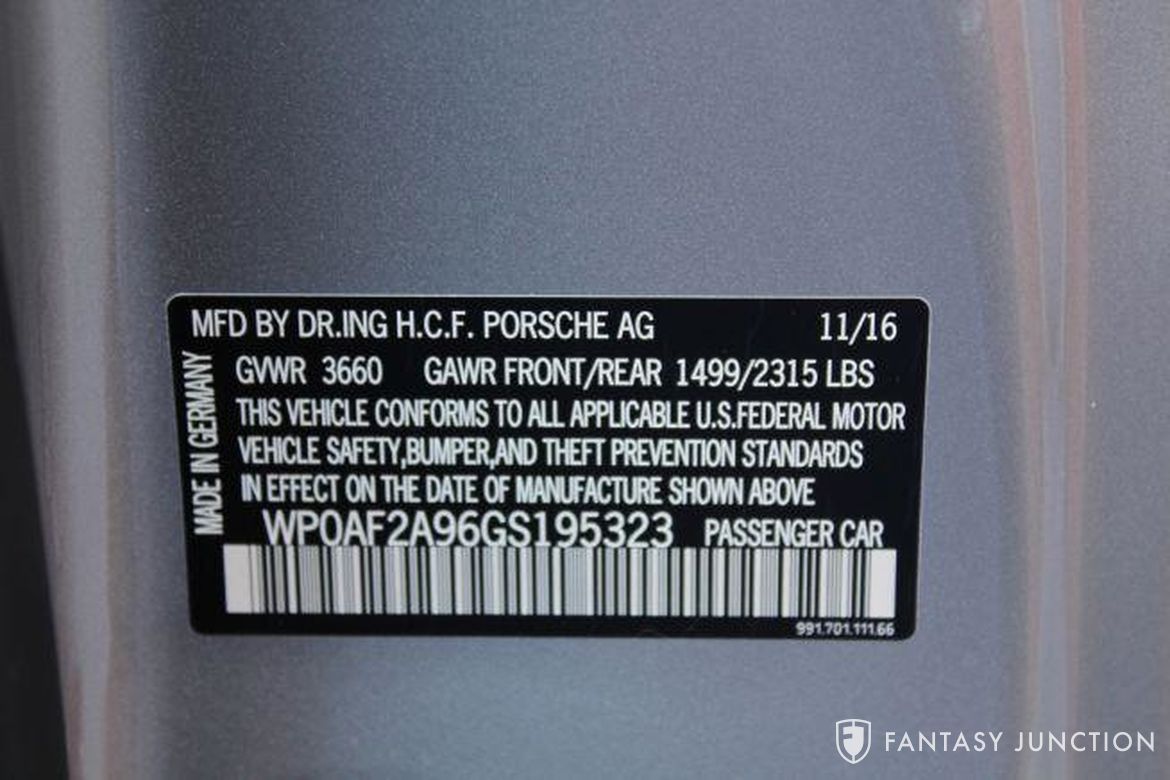 MFD BY DR.ING H.C.F. PORSCHE AG 11/16
MADE IN GERMANY
GVWR 3660 GAWR FRONT/REAR 1499/2315 LBS
THIS VEHICLE CONFORMS TO ALL APPLICABLE U.S.FEDERAL MOTOR
VEHICLE SAFETY,BUMPER,AND THEFT PREVENTION STANDARDS
IN EFFECT ON THE DATE OF MANUFACTURE SHOWN ABOVE
WP0AF2A96GS195323 PASSENGER CAR
991.701.111.66
FANTASY JUNCTION